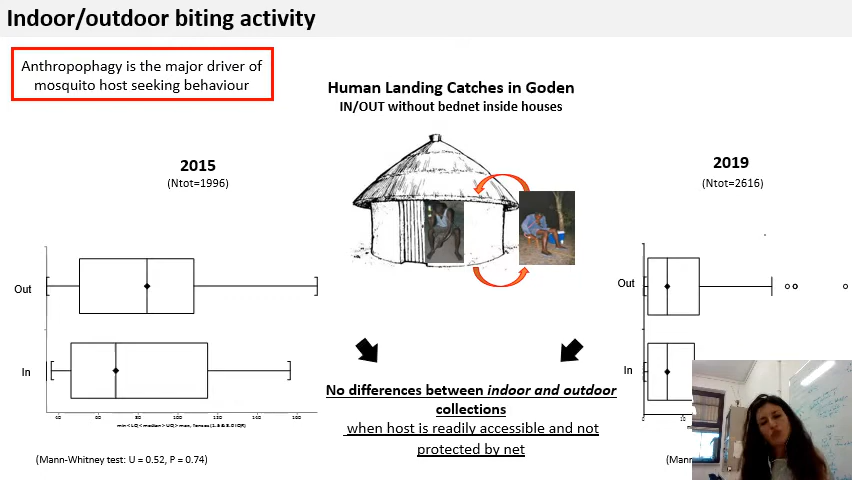 Indoor/outdoor biting activity
Anthropophagy is the major driver of
mosquito host seeking behaviour
Human Landing Catches in Goden
IN/OUT without bednet inside houses
2015
(Ntot=1996)
2019
(Ntot=2616)
Out
In
Out
In
No differences between indoor and outdoor
collections
when host is readily accessible and not
protected by net
(Mann-Whitney test: U = 0.52, P = 0.74)
(Mann